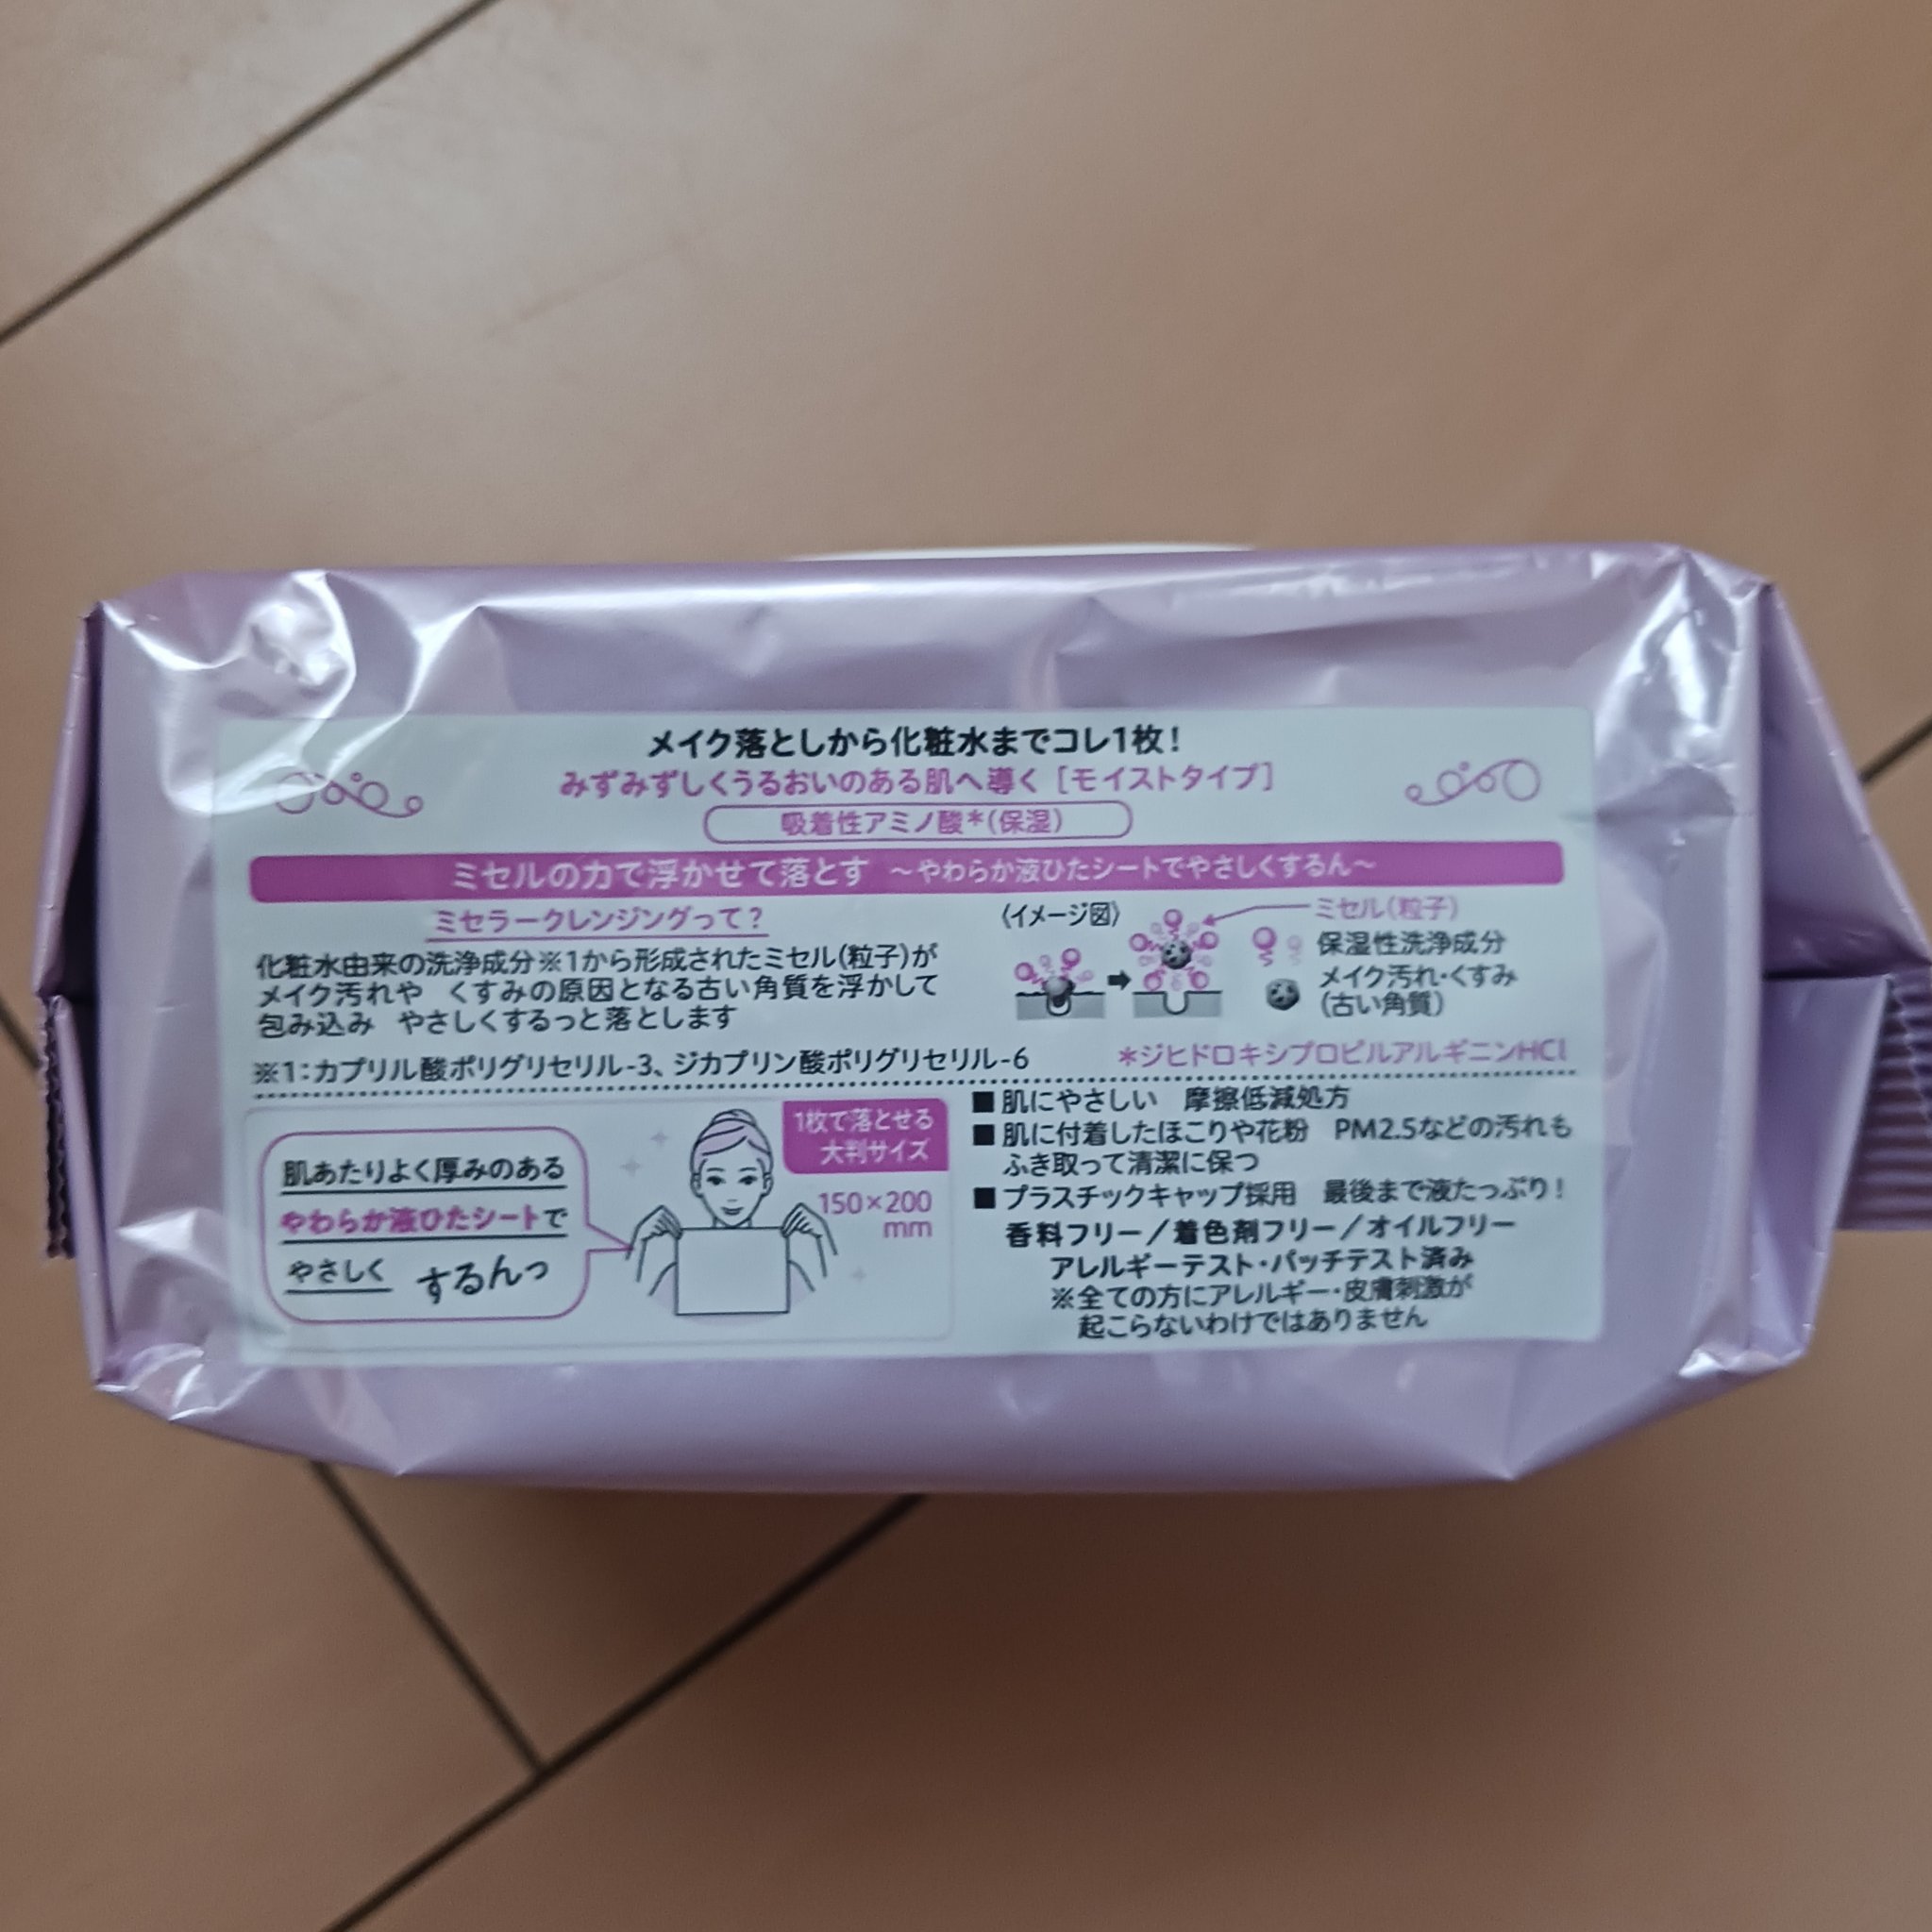 メイク落としから化粧水までコレ1枚!
みずみずしくうるおいのある肌へ導く [モイストタイプ]
吸着性アミノ酸*(保湿)
ミセルの力で浮かせて落とす ～やわらか液ひたシートでやさしくするん～
ミセラークレンジングって?
化粧水由来の洗浄成分※1から形成されたミセル(粒子)が
メイク汚れや くすみの原因となる古い角質を浮かして
包み込み やさしくするっと落とします
〈イメージ図〉
ミセル(粒子)
保湿性洗浄成分
メイク汚れ・くすみ
(古い角質)
※1:カプリル酸ポリグリセリル-3、ジカプリン酸ポリグリセリル-6
*ジヒドロキシプロピルアルギニンHCl
肌あたりよく厚みのある
やわらか液ひたシートで
やさしく するんっ
1枚で落とせる
大判サイズ
150×200
mm
■ 肌にやさしい 摩擦低減処方
■ 肌に付着したほこりや花粉 PM2.5などの汚れも
ふき取って清潔に保つ
■ プラスチックキャップ採用 最後まで液たっぷり!
香料フリー/着色剤フリー/オイルフリー
アレルギーテスト・パッチテスト済み
※全ての方にアレルギー・皮膚刺激が
起こらないわけではありません